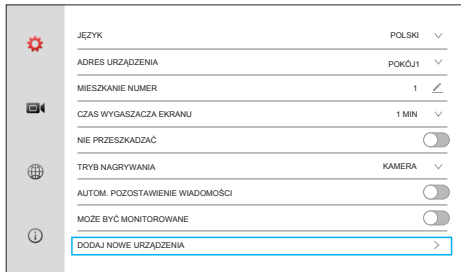 JĘZYK POLSKI
ADRES URZĄDZENIA POKÓJ1
MIESZKANIE NUMER 1
CZAS WYGASZACZA EKRANU 1 MIN
NIE PRZESZKADZAĆ
TRYB NAGRYWANIA KAMERA
AUTOM. POZOSTAWIENIE WIADOMOŚCI
MOŻE BYĆ MONITOROWANE
DODAJ NOWE URZĄDZENIA